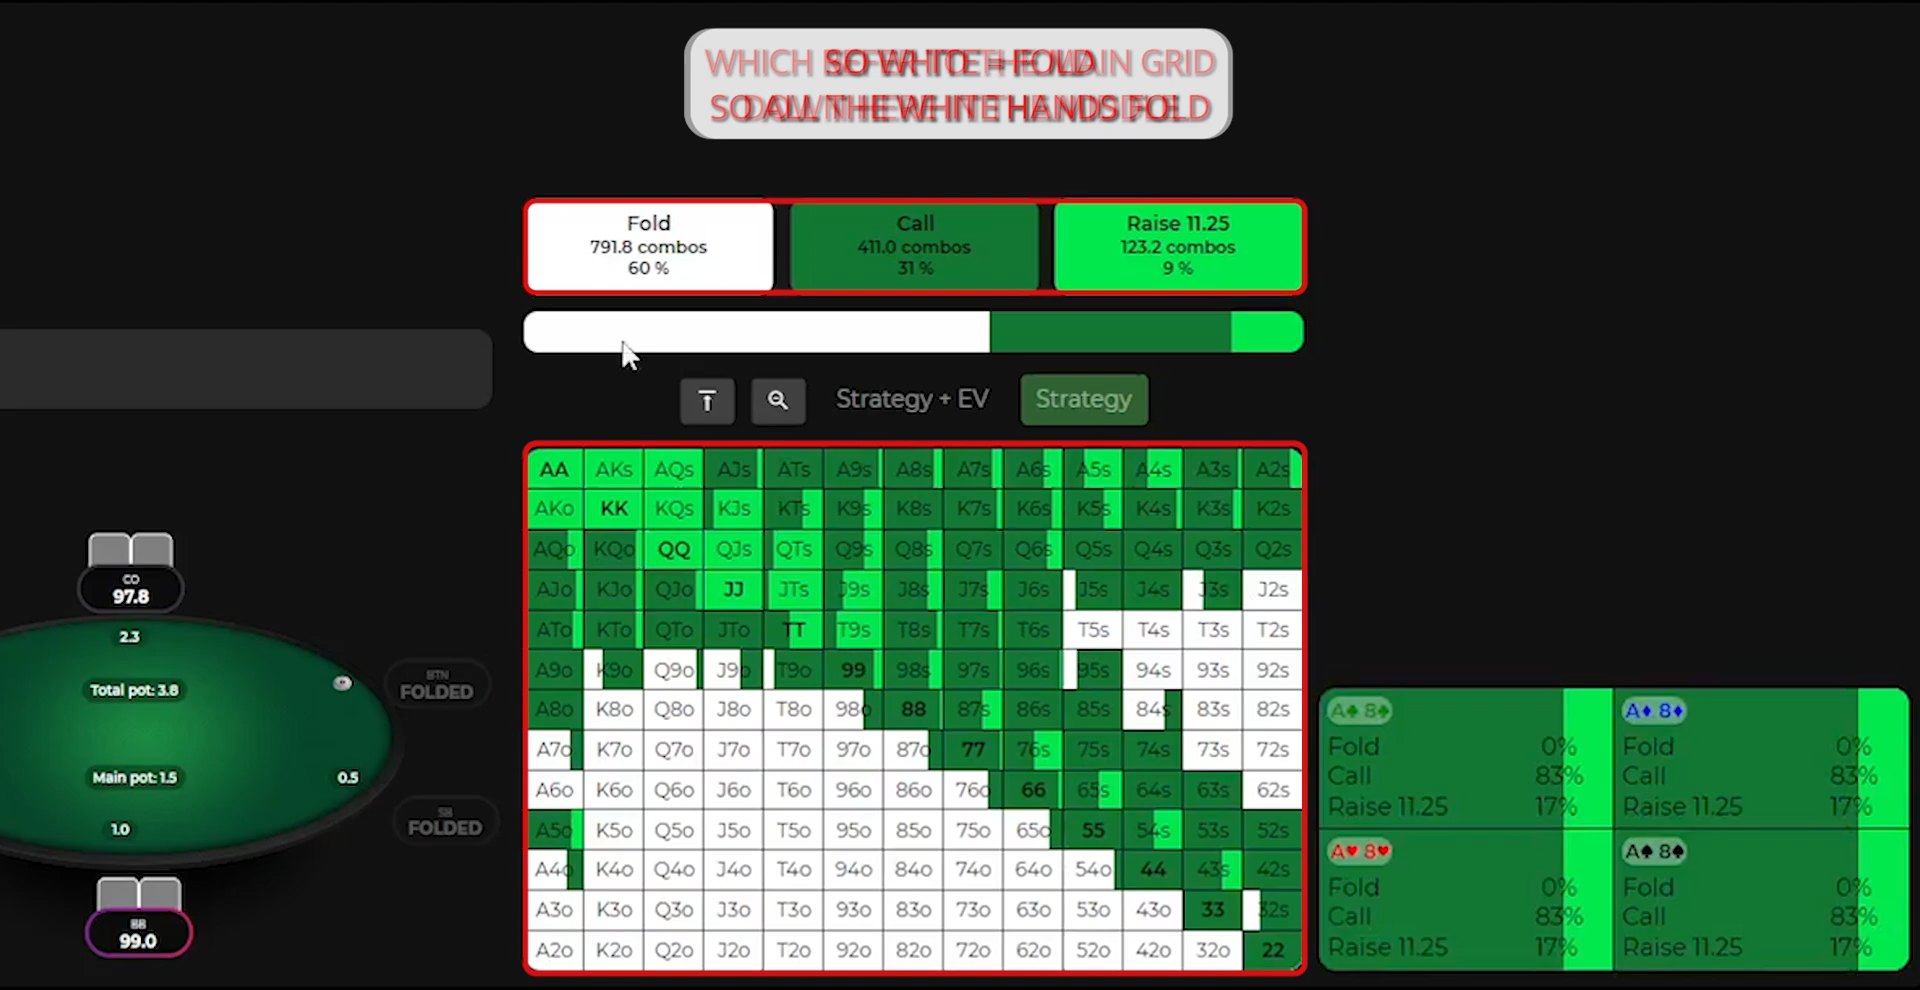 SO WHITE = FOLD
SO ALL THE WHITE HANDS FOLD
Fold
791.8 combos
60 %
Call
411.0 combos
31 %
Raise 11.25
123.2 combos
9 %
Strategy + EV
Strategy
AA AKs AQs AJs ATs A9s A8s A7s A6s A5s A4s A3s A2s
AKo KK KQs KJs KTs K9s K8s K7s K6s K5s K4s K3s K2s
AQo KQo QQ QJs QTs Q9s Q8s Q7s Q6s Q5s Q4s Q3s Q2s
AJo KJo QJo JJ JTs J9s J8s J7s J6s J5s J4s J3s J2s
ATo KTo QTo JTo TT T9s T8s T7s T6s T5s T4s T3s T2s
A9o K9o Q9o J9o T9o 99 98s 97s 96s 95s 94s 93s 92s
A8o K8o Q8o J8o T8o 98o 88 87s 86s 85s 84s 83s 82s
A7o K7o Q7o J7o T7o 97o 87o 77 76s 75s 74s 73s 72s
A6o K6o Q6o J6o T6o 96o 86o 76o 66 65s 64s 63s 62s
A5o K5o Q5o J5o T5o 95o 85o 75o 65o 55 54s 53s 52s
A4o K4o Q4o J4o T4o 94o 84o 74o 64o 54o 44 43s 42s
A3o K3o Q3o J3o T3o 93o 83o 73o 63o 53o 43o 33 32s
A2o K2o Q2o J2o T2o 92o 82o 72o 62o 52o 42o 32o 22
CO
97.8
2.3
Total pot: 3.8
BTN
FOLDED
Main pot: 1.5
0.5
SB
FOLDED
1.0
BB
99.0
A♣ 8♣
Fold 0%
Call 83%
Raise 11.25 17%
A♦ 8♦
Fold 0%
Call 83%
Raise 11.25 17%
A♥ 8♥
Fold 0%
Call 83%
Raise 11.25 17%
A♠ 8♠
Fold 0%
Call 83%
Raise 11.25 17%